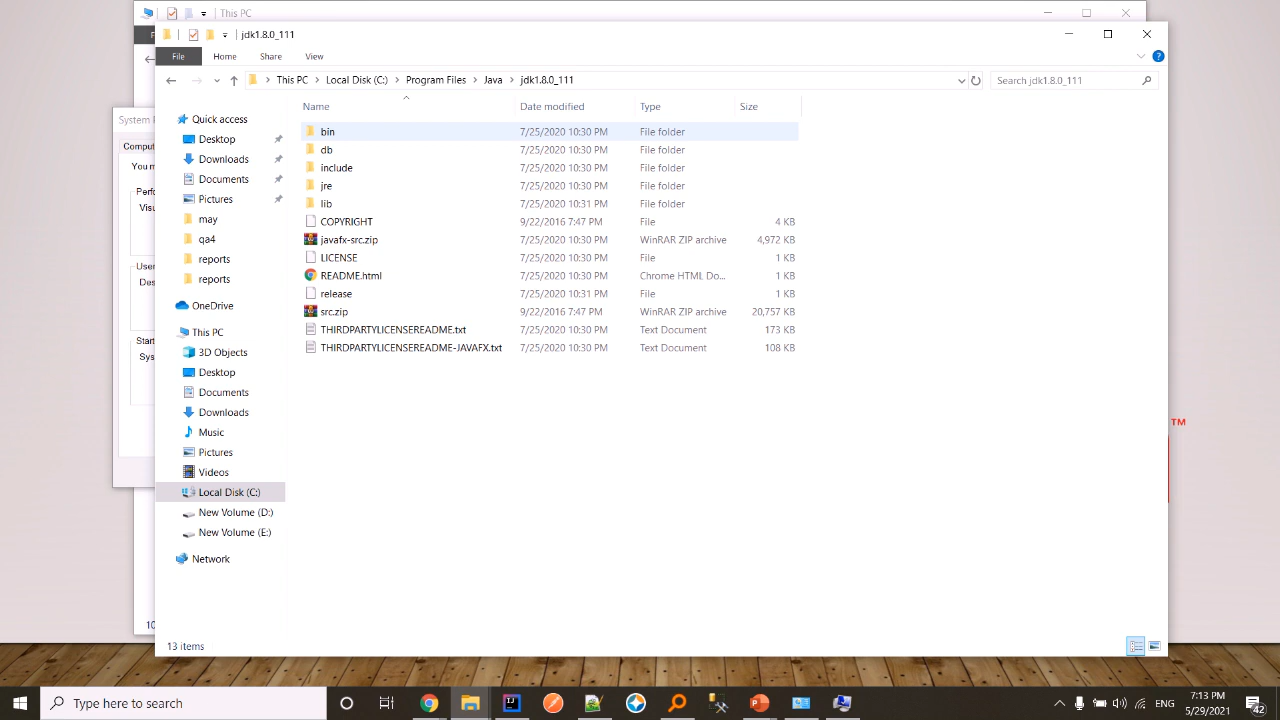 This PC
jdk1.8.0_111
File Home Share View
This PC Local Disk (C:) Program Files Java jdk1.8.0_111
Search jdk1.8.0_111
Name Date modified Type Size
System
Comput
You m
Perfo
Visu
User
Des
Start
Sys
10
Quick access
Desktop
Downloads
Documents
Pictures
may
qa4
reports
reports
OneDrive
This PC
3D Objects
Desktop
Documents
Downloads
Music
Pictures
Videos
Local Disk (C:)
New Volume (D:)
New Volume (E:)
Network
bin 7/25/2020 10:30 PM File folder
db 7/25/2020 10:30 PM File folder
include 7/25/2020 10:30 PM File folder
jre 7/25/2020 10:30 PM File folder
lib 7/25/2020 10:31 PM File folder
COPYRIGHT 9/22/2016 7:47 PM File 4 KB
javafx-src.zip 7/25/2020 10:30 PM WinRAR ZIP archive 4,972 KB
LICENSE 7/25/2020 10:30 PM File 1 KB
README.html 7/25/2020 10:30 PM Chrome HTML Do... 1 KB
release 7/25/2020 10:31 PM File 1 KB
src.zip 9/22/2016 7:47 PM WinRAR ZIP archive 20,757 KB
THIRDPARTYLICENSEREADME.txt 7/25/2020 10:30 PM Text Document 173 KB
THIRDPARTYLICENSEREADME-JAVAFX.txt 7/25/2020 10:30 PM Text Document 108 KB
TM
13 items
Type here to search
ENG
7:13 PM
5/29/2021
42